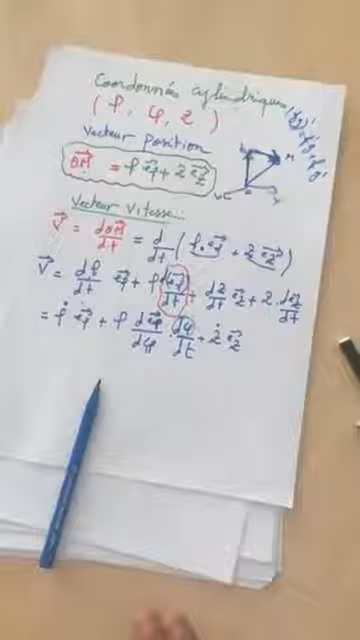 Coordonnées cylindriques
(ρ, φ, z)
Vecteur Position
OM⃗ = ρ e⃗ρ + z e⃗z
Vecteur Vitesse:
V⃗ = dOM⃗/dt = d/dt (ρ.e⃗ρ + z e⃗z)
V⃗ = dρ/dt e⃗ρ + ρ de⃗ρ/dt + dz/dt e⃗z + z. de⃗z/dt
= ρ̇ e⃗ρ + ρ de⃗ρ/dφ . dφ/dt + ż e⃗z